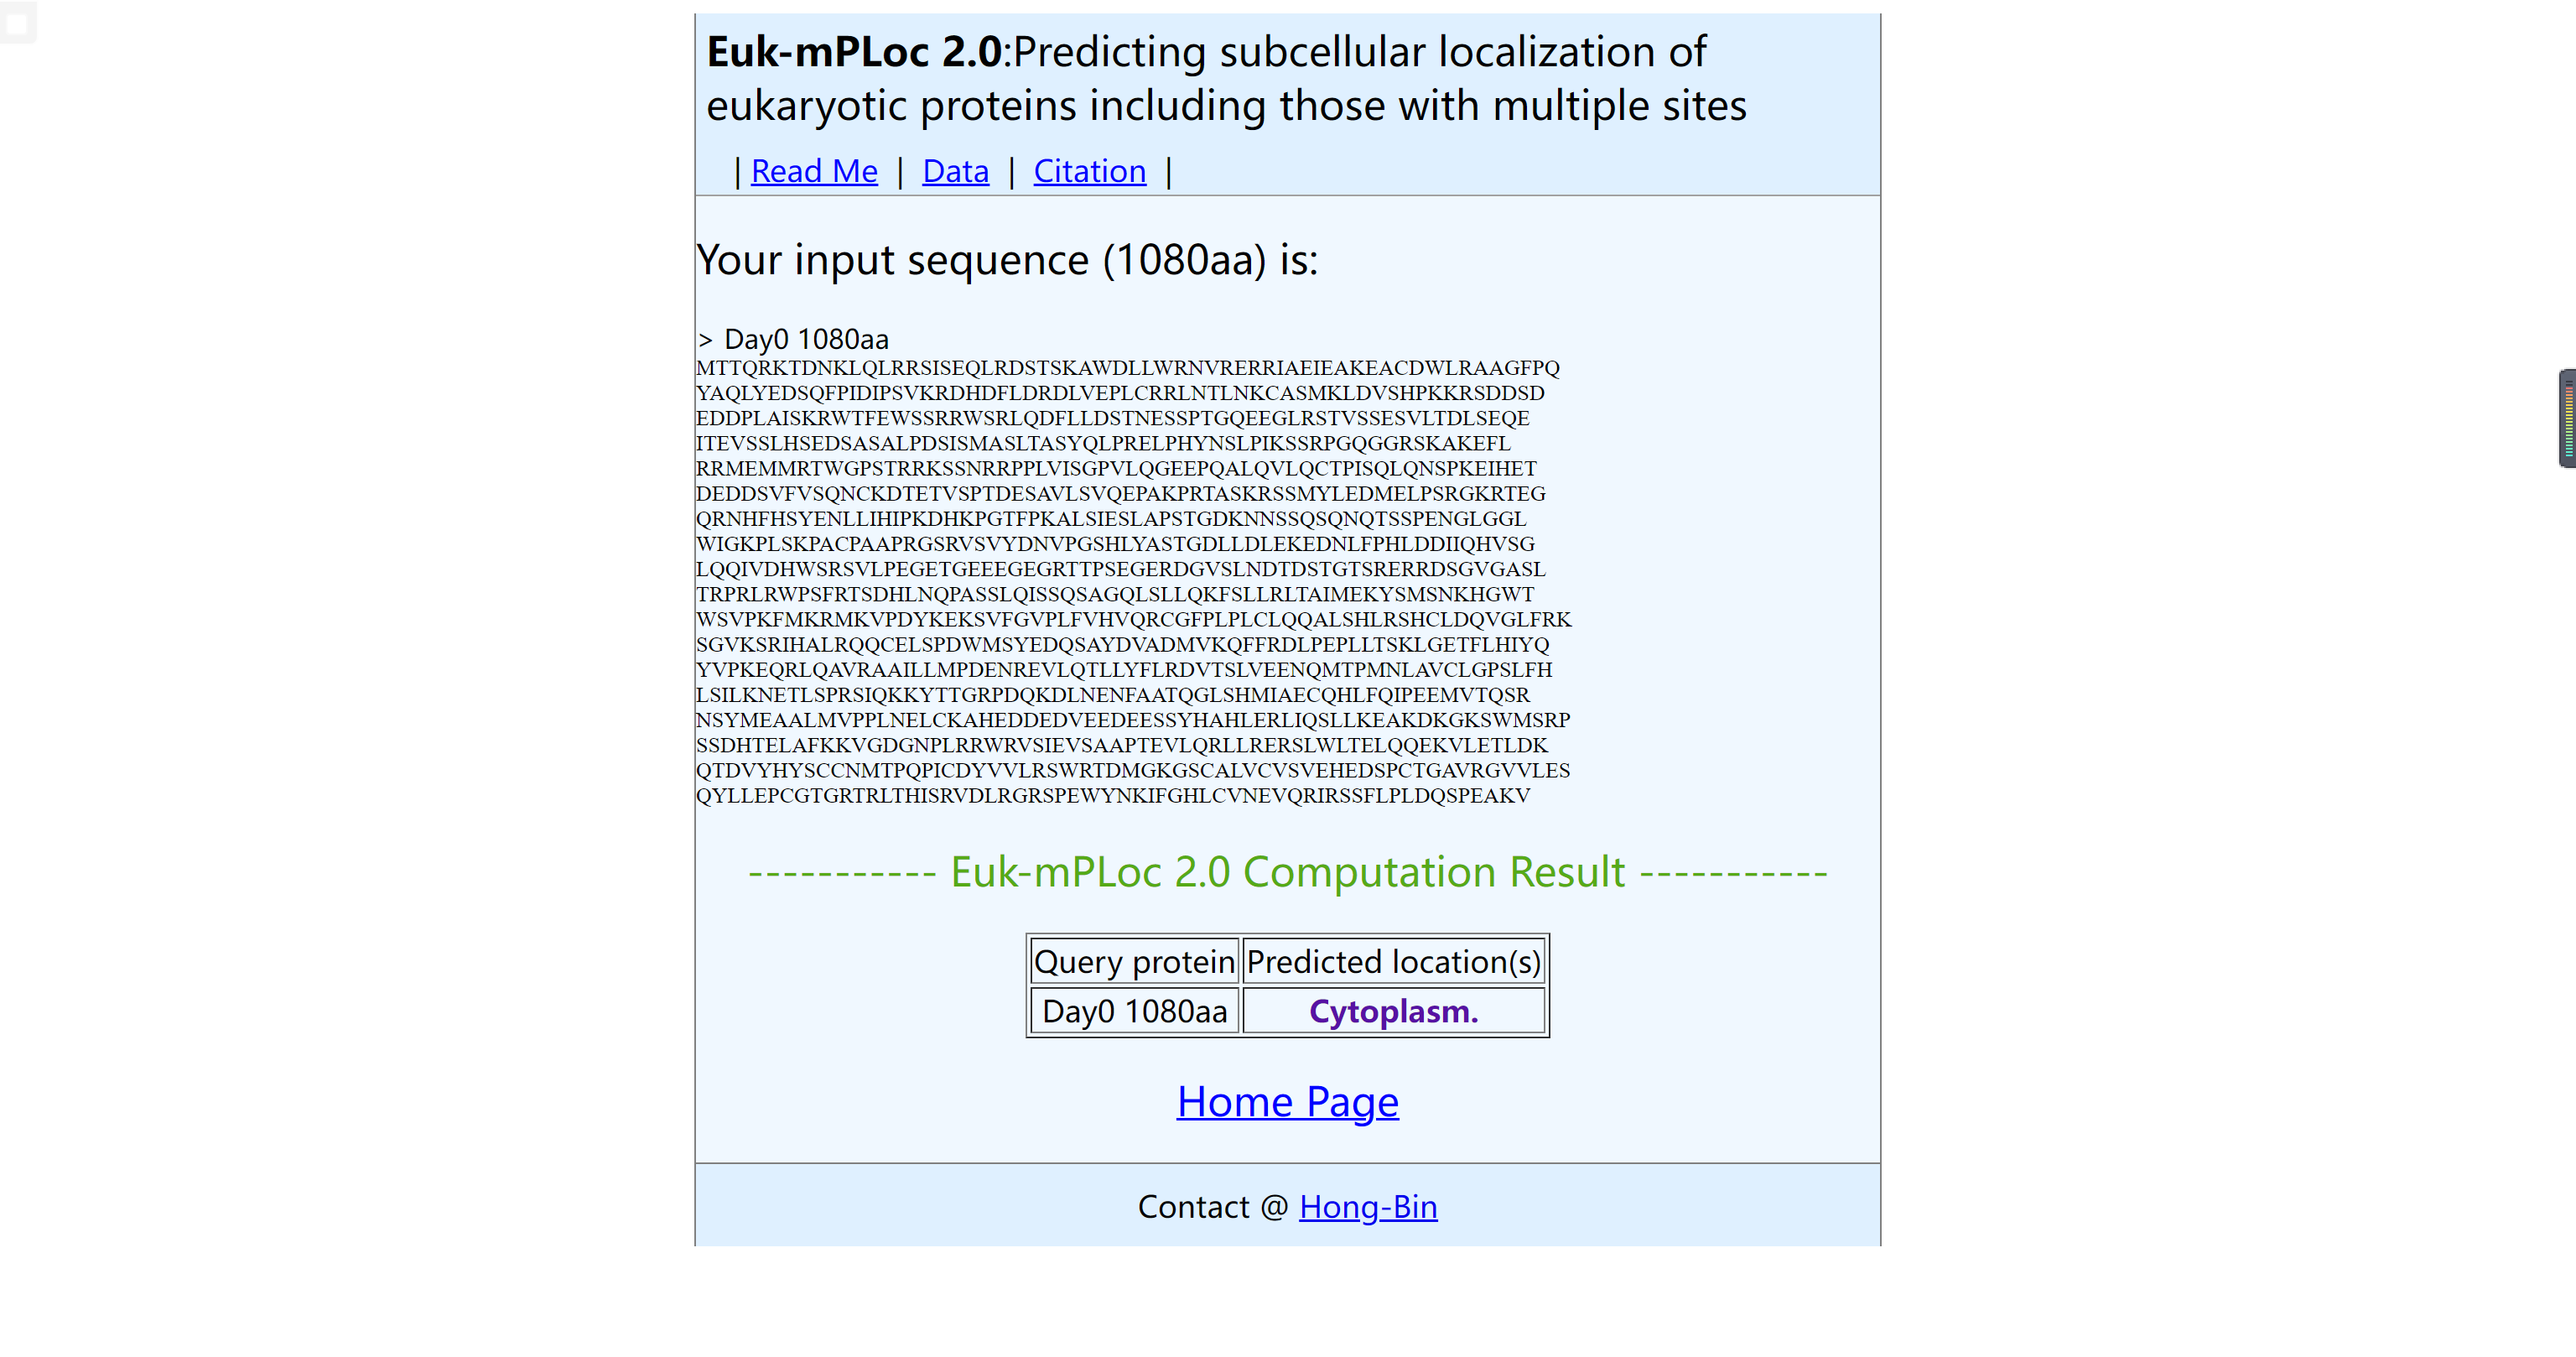 Euk-mPLoc 2.0:Predicting subcellular localization of
eukaryotic proteins including those with multiple sites
| Read Me | Data | Citation |
Your input sequence (1080aa) is:
> Day0 1080aa
MTTQRKTDNKLQLRRSISEQLRDSTSKAWDLLWRNVRERRIAEIEAKEACDWLRAAGFPQ
YAQLYEDSQFPIDIPSVKRDHDFLDRDLVEPLCRRLNTLNKCASMKLDVSHPKKRSDDSD
EDDPLAISKRWTFEWSSRRWSRLQDFLLDSTNESSPTGQEEGLRSTVSSESVLTDLSEQE
ITEVSSLHSEDSASALPDSISMASLTASYQLPRELPHYNSLPIKSSRPGQGGRSKAKEFL
RRMEMMRTWGPSTRRKSSNRRPPLVISGPVLQGEEPQALQVLQCTPISQLQNSPKEIHET
DEDDSVFVSQNCKDTETVSPTDESAVLSVQEPAKPRTASKRSSMYLEDMELPSRGKRTEG
QRNHFHSYENLLIHIPKDHKPGTFPKALSIESLAPSTGDKNNSSQSQNQTSSPENGLGGL
WIGKPLSKPACPAAPRGSRVSVYDNVPGSHLYASTGDLLDLEKEDNLFPHLDDIIQHVSG
LQQIVDHWSRSVLPEGETGEEEGEGRTTPSEGERDGVSLNDTDSTGTSRERRDSGVGASL
TRPRLRWPSFRTSDHLNQPASSLQISSQSAGQLSLLQKFSLLRLTAIMEKYSMSNKHGWT
WSVPKFMKRMKVPDYKEKSVFGVPLFVHVQRCGFPLPLCLQQALSHLRSHCLDQVGLFRK
SGVKSRIHALRQQCELSPDWMSYEDQSAYDVADMVKQFFRDLPEPLLTSKLGETFLHIYQ
YVPKEQRLQAVRAAILLMPDENREVLQTLLYFLRDVTSLVEENQMTPMNLAVCLGPSLFH
LSILKNETLSPRSIQKKYTTGRPDQKDLNENFAATQGLSHMIAECQHLFQIPEEMVTQSR
NSYMEAALMVPPLNELCKAHEDDEDVEEDEESSYHAHLERLIQSLLKEAKDKGKSWMSRP
SSDHTELAFKKVGDGNPLRRWRVSIEVSAAPTEVLQRLLRERSLWLTELQQEKVLETLDK
QTDVYHYSCCNMTPQPICDYVVLRSWRTDMGKGSCALVCVSVEHEDSPCTGAVRGVVLES
QYLLEPCGTGRTRLTHISRVDLRGRSPEWYNKIFGHLCVNEVQRIRSSFLPLDQSPEAKV
----------- Euk-mPLoc 2.0 Computation Result -----------
Query protein Predicted location(s)
Day0 1080aa Cytoplasm.
Home Page
Contact @ Hong-Bin